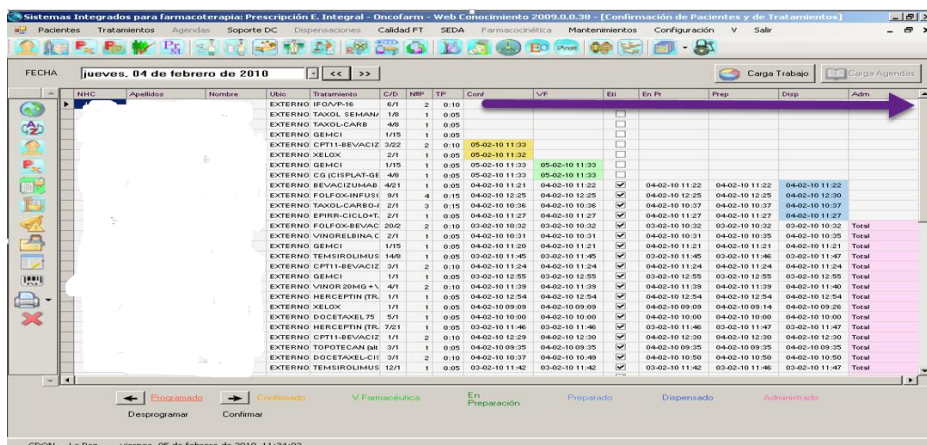 Sistemas Integrados para farmacoterapia: Prescripción E. Integral - Oncofarm - Web Conocimiento 2009.0.0.38 - [Confirmación de Pacientes y de Tratamientos]
Pacientes Tratamientos Agendas Soporte DC Dispensaciones Calidad FT SEDA Farmacocinética Mantenimientos Configuración V Salir
FECHA jueves, 04 de febrero de 2010 << >> Carga Trabajo Carga Agendas
NHC Apellidos Nombre Ubic Tratamiento C/D NºP TP Conf V/F Eti En Pr Prep Disp Adm
EXTERNO IFO/VP-16 6/1 2 0:10
EXTERNO TAXOL SEMANA 1/8 1 0:05
EXTERNO TAXOL-CARB 4/8 1 0:05
EXTERNO GEMCI 1/15 1 0:05
EXTERNO CPT11-BEVACIZ 3/22 2 0:10 05-02-10 11:33
EXTERNO XELOX 2/1 1 0:05 05-02-10 11:32
EXTERNO GEMCI 1/15 1 0:05 05-02-10 11:33 05-02-10 11:33
EXTERNO CG (CISPLAT-GE 4/8 1 0:05 05-02-10 11:33 05-02-10 11:33
EXTERNO BEVACIZUMAB 4/21 1 0:05 04-02-10 11:21 04-02-10 11:22 04-02-10 11:22 04-02-10 11:22 04-02-10 11:22
EXTERNO FOLFOX-INFUSI 9/1 4 0:15 04-02-10 12:25 04-02-10 12:25 04-02-10 12:25 04-02-10 12:25 04-02-10 12:30
EXTERNO TAXOL-CARBO-I 2/1 3 0:15 04-02-10 10:36 04-02-10 10:36 04-02-10 10:37 04-02-10 10:37 04-02-10 10:37
EXTERNO EPIRR-CICLO+T. 2/1 1 0:05 04-02-10 11:27 04-02-10 11:27 04-02-10 11:27 04-02-10 11:27 04-02-10 11:27
EXTERNO FOLFOX-BEVAC 20/2 2 0:10 03-02-10 10:32 03-02-10 10:32 03-02-10 10:32 03-02-10 10:32 03-02-10 10:32 Total
EXTERNO VINORELBINA C 2/1 1 0:05 04-02-10 10:31 04-02-10 10:31 04-02-10 10:31 04-02-10 10:35 04-02-10 10:35 Total
EXTERNO GEMCI 1/15 1 0:05 04-02-10 11:20 04-02-10 11:21 04-02-10 11:21 04-02-10 11:21 04-02-10 11:21 Total
EXTERNO TEMSIROLIMUS 14/8 1 0:05 03-02-10 11:45 03-02-10 11:45 03-02-10 11:45 03-02-10 11:46 03-02-10 11:47 Total
EXTERNO CPT11-BEVACIZ 3/1 2 0:10 04-02-10 11:24 04-02-10 11:24 04-02-10 11:24 04-02-10 11:24 04-02-10 11:24 Total
EXTERNO GEMCI 1/1 1 0:05 03-02-10 12:55 03-02-10 12:55 03-02-10 12:55 03-02-10 12:55 03-02-10 12:55 Total
EXTERNO VINOR 20MG + \ 4/1 2 0:10 04-02-10 11:39 04-02-10 11:39 04-02-10 11:39 04-02-10 11:39 04-02-10 11:40 Total
EXTERNO HERCEPTIN (TR. 1/1 1 0:05 04-02-10 12:54 04-02-10 12:54 04-02-10 12:54 04-02-10 12:54 04-02-10 12:54 Total
EXTERNO XELOX 1/1 1 0:05 04-02-10 09:09 04-02-10 09:09 04-02-10 09:09 04-02-10 09:14 04-02-10 09:26 Total
EXTERNO DOCETAXEL75 5/1 1 0:05 04-02-10 10:00 04-02-10 10:00 04-02-10 10:00 04-02-10 10:00 04-02-10 10:00 Total
EXTERNO HERCEPTIN (TR. 7/21 1 0:05 03-02-10 11:46 03-02-10 11:46 03-02-10 11:46 03-02-10 11:47 03-02-10 11:47 Total
EXTERNO CPT11-BEVACIZ 1/1 2 0:10 04-02-10 12:29 04-02-10 12:30 04-02-10 12:30 04-02-10 12:30 04-02-10 12:30 Total
EXTERNO TOPOTECAN (alt 3/1 1 0:05 04-02-10 09:35 04-02-10 09:35 04-02-10 09:35 04-02-10 09:35 04-02-10 09:35 Total
EXTERNO DOCETAXEL-CIS 3/1 2 0:10 04-02-10 10:37 04-02-10 10:49 04-02-10 10:50 04-02-10 10:50 04-02-10 10:50 Total
EXTERNO TEMSIROLIMUS 12/1 1 0:05 03-02-10 11:42 03-02-10 11:42 03-02-10 11:42 03-02-10 11:46 03-02-10 11:47 Total
Programado Confirmado V.Farmacéutica En Preparación Preparado Dispensado Administrado
Desprogramar Confirmar
viernes, 05 de febrero de 2010